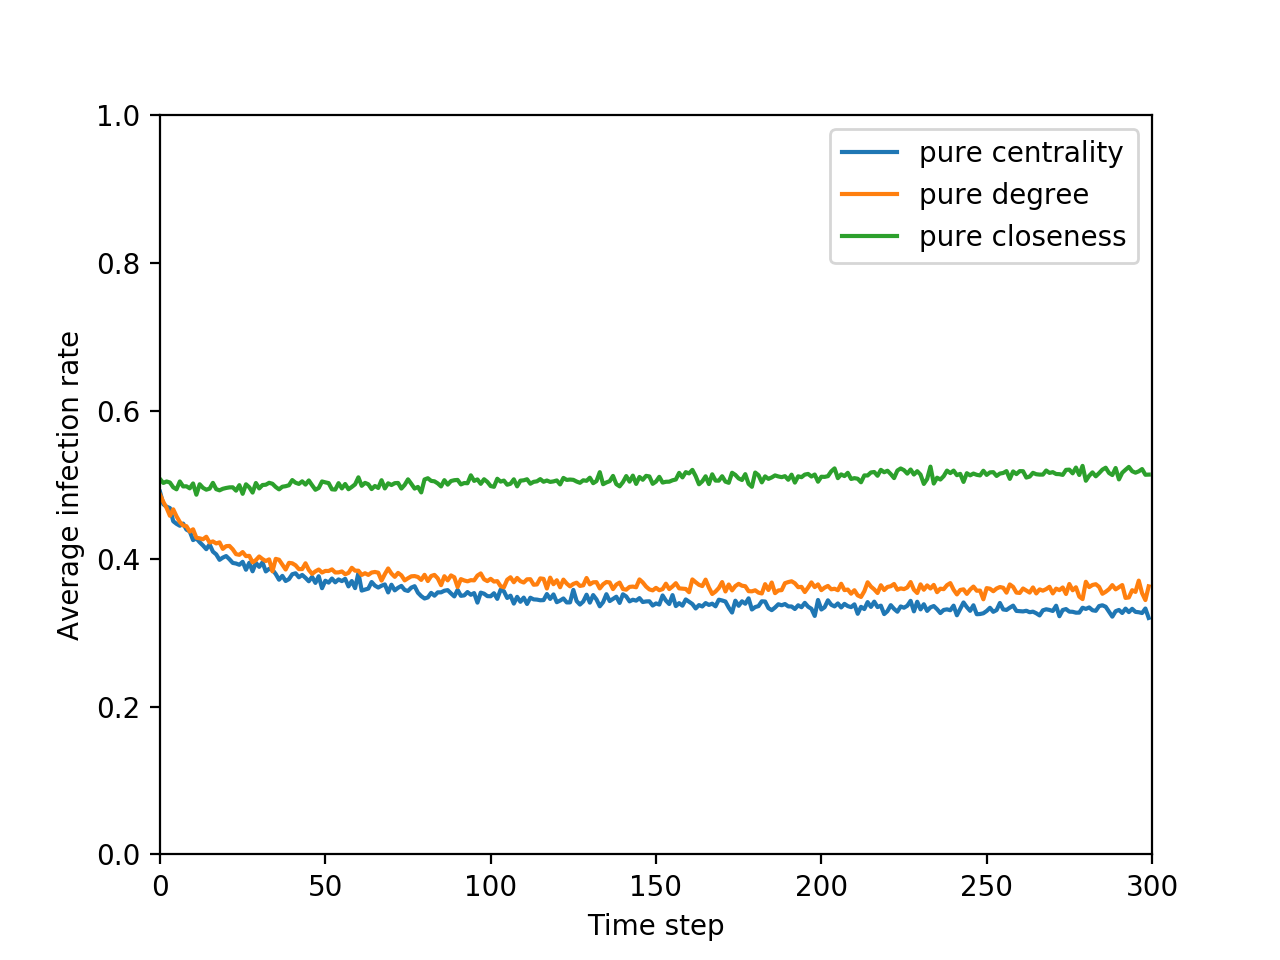 1.0
0.8
0.6
0.4
0.2
0.0
Average infection rate
pure centrality
pure degree
pure closeness
0 50 100 150 200 250 300
Time step